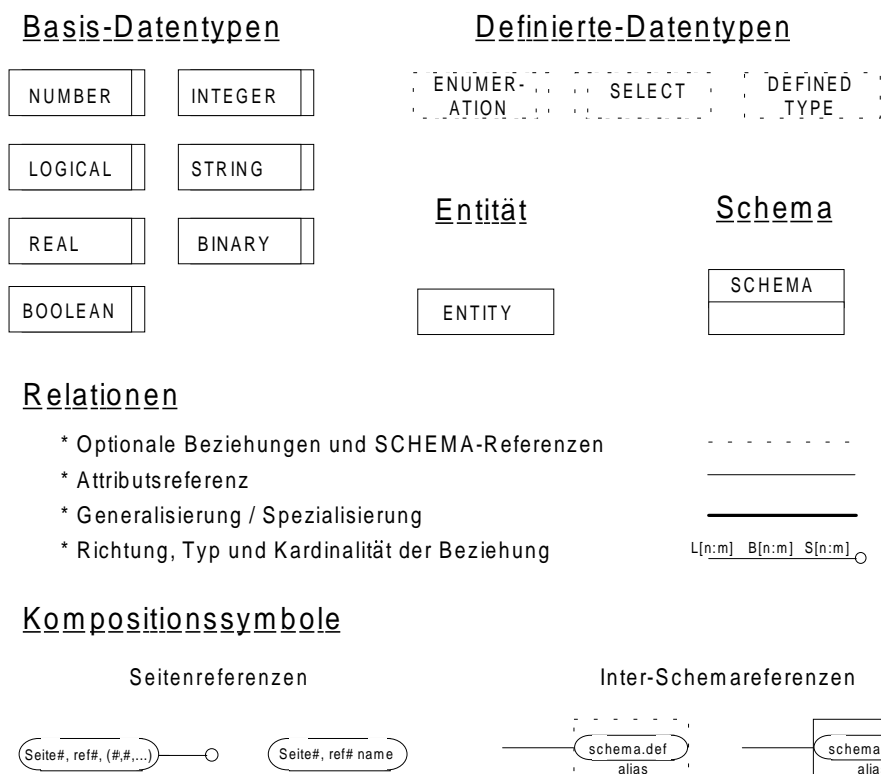 Basis-Datentypen
Definierte-Datentypen
NUMBER
INTEGER
ENUMER-
ATION
SELECT
DEFINED
TYPE
LOGICAL
STRING
Entität
Schema
REAL
BINARY
SCHEMA
BOOLEAN
ENTITY
Relationen
* Optionale Beziehungen und SCHEMA-Referenzen
* Attributsreferenz
* Generalisierung / Spezialisierung
* Richtung, Typ und Kardinalität der Beziehung
L[n:m] B[n:m] S[n:m]
Kompositionssymbole
Seitenreferenzen
Inter-Schemareferenzen
Seite#, ref#, (#,#,...)
Seite#, ref# name
schema.def
alias
schema